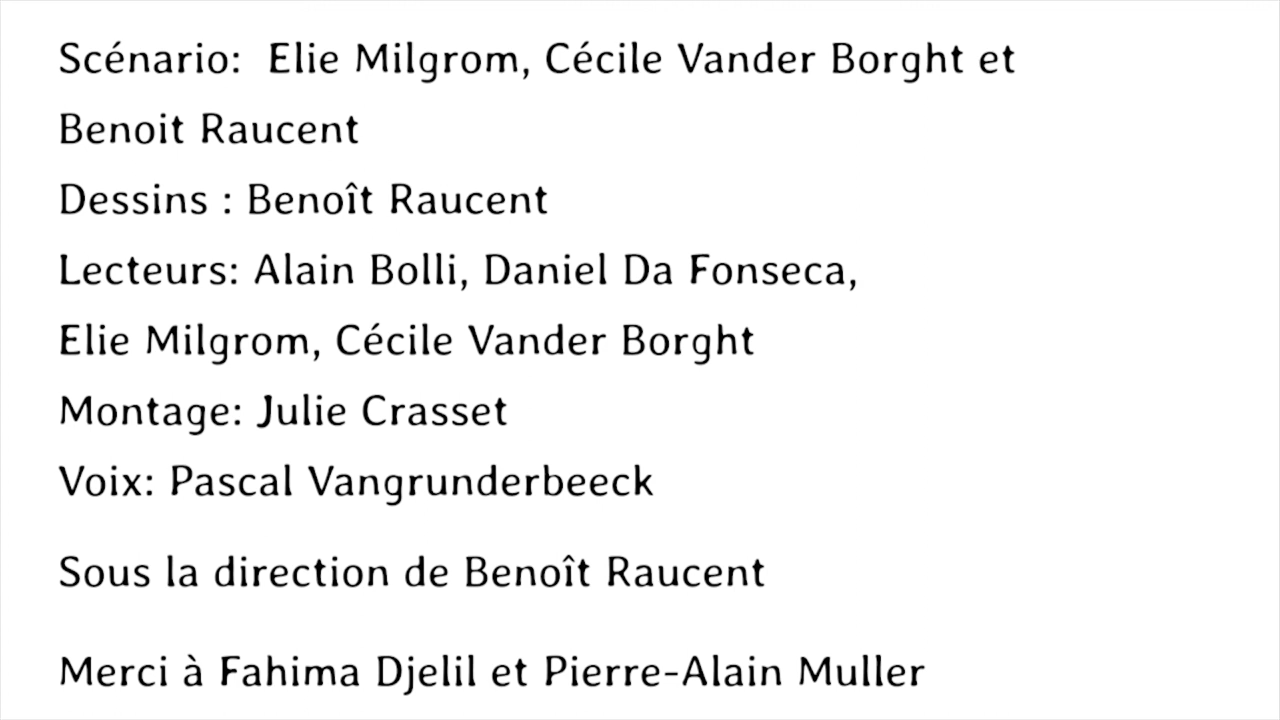 Scénario:  Elie Milgrom, Cécile Vander Borght et
Benoit Raucent
Dessins : Benoît Raucent
Lecteurs: Alain Bolli, Daniel Da Fonseca,
Elie Milgrom, Cécile Vander Borght
Montage: Julie Crasset
Voix: Pascal Vangrunderbeeck
Sous la direction de Benoît Raucent
Merci à Fahima Djelil et Pierre-Alain Muller